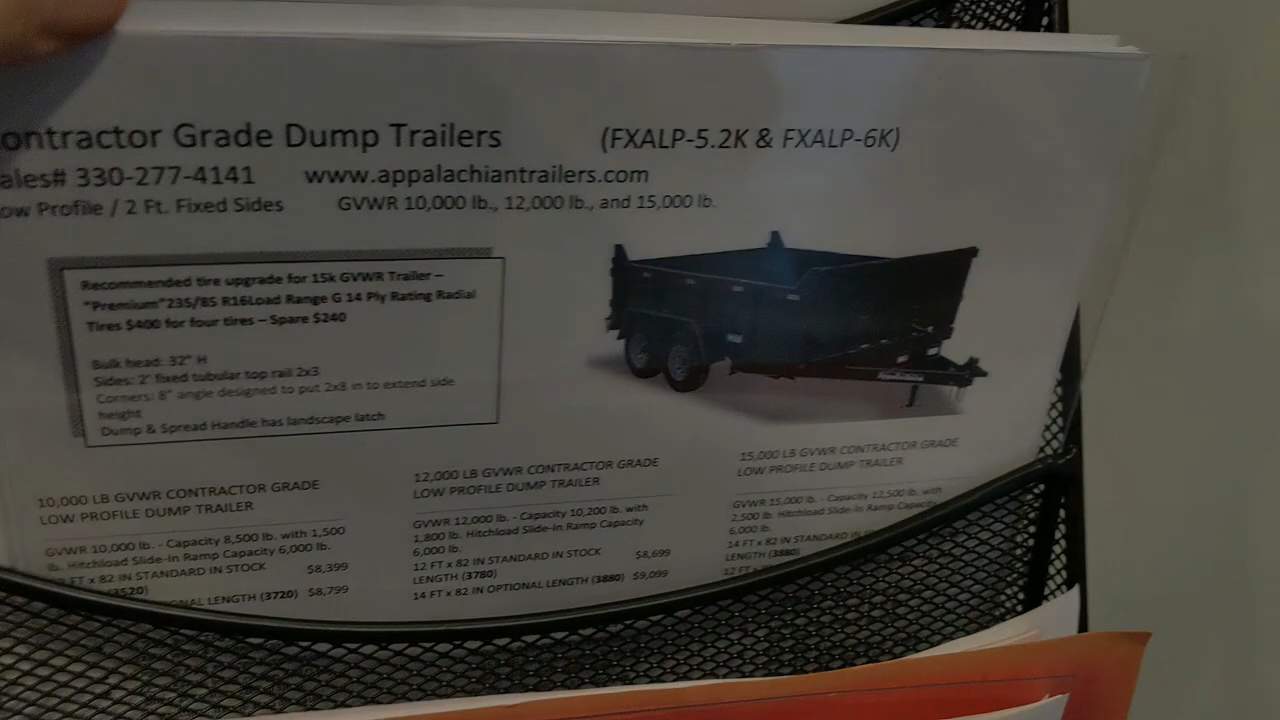 ontractor Grade Dump Trailers (FXALP-5.2K & FXALP-6K)
ales# 330-277-4141 www.appalachiantrailers.com
ow Profile / 2 Ft. Fixed Sides GVWR 10,000 lb., 12,000 lb., and 15,000 lb.
Recommended tire upgrade for 15k GVWR Trailer –
"Premium"235/85 R16Load Range G 14 Ply Rating Radial
Tires $400 for four tires – Spare $240
Bulk head: 32" H
Sides: 2' fixed tubular top rail 2x3
Corners: 8" angle designed to put 2x8 in to extend side
height
Dump & Spread Handle has landscape latch
10,000 LB GVWR CONTRACTOR GRADE
LOW PROFILE DUMP TRAILER
GVWR 10,000 lb. - Capacity 8,500 lb. with 1,500
lb. Hitchload Slide-In Ramp Capacity 6,000 lb.
FT x 82 IN STANDARD IN STOCK $8,399
(3520)
NAL LENGTH (3720) $8,799
12,000 LB GVWR CONTRACTOR GRADE
LOW PROFILE DUMP TRAILER
GVWR 12,000 lb. - Capacity 10,200 lb. with
1,800 lb. Hitchload Slide-In Ramp Capacity
6,000 lb.
12 FT x 82 IN STANDARD IN STOCK $8,699
LENGTH (3780)
14 FT x 82 IN OPTIONAL LENGTH (3880) $9,099
15,000 LB GVWR CONTRACTOR GRADE
LOW PROFILE DUMP TRAILER
GVWR 15,000 lb. - Capacity 12,500 lb. with
2,500 lb. Hitchload Slide-In Ramp Capacity
6,000 lb.
14 FT x 82 IN STANDARD IN
LENGTH (3880)
12 FT x